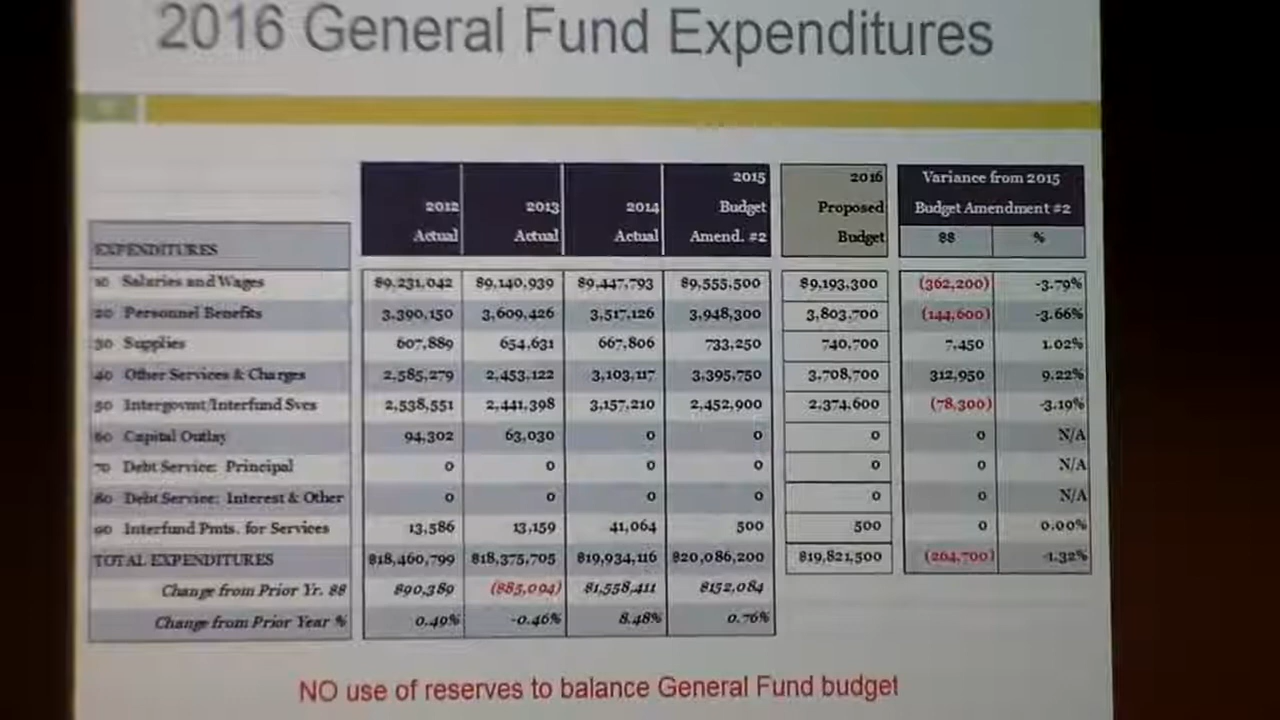 2016 General Fund Expenditures
2012 Actual 2013 Actual 2014 Actual 2015 Budget Amend. #2 2016 Proposed Budget Variance from 2015 Budget Amendment #2
EXPENDITURES $$ %
10 Salaries and Wages $9,231,042 $9,140,939 $9,447,793 $9,555,500 $9,193,300 (362,200) -3.79%
20 Personnel Benefits 3,390,150 3,609,426 3,517,126 3,948,300 3,803,700 (144,600) -3.66%
30 Supplies 607,889 654,631 667,806 733,250 740,700 7,450 1.02%
40 Other Services & Charges 2,585,279 2,453,122 3,103,117 3,395,750 3,708,700 312,950 9.22%
50 Intergovmt/Interfund Svcs 2,538,551 2,441,398 3,157,210 2,452,900 2,374,600 (78,300) -3.19%
60 Capital Outlay 94,302 63,030 0 0 0 0 N/A
70 Debt Service: Principal 0 0 0 0 0 0 N/A
80 Debt Service: Interest & Other 0 0 0 0 0 0 N/A
90 Interfund Pmts. for Services 13,586 13,159 41,064 500 500 0 0.00%
TOTAL EXPENDITURES $18,460,799 $18,375,705 $19,934,116 $20,086,200 $19,821,500 (264,700) -1.32%
Change from Prior Yr. $$ $90,389 ($85,094) $1,558,411 $152,084
Change from Prior Year % 0.49% -0.46% 8.48% 0.76%
NO use of reserves to balance General Fund budget